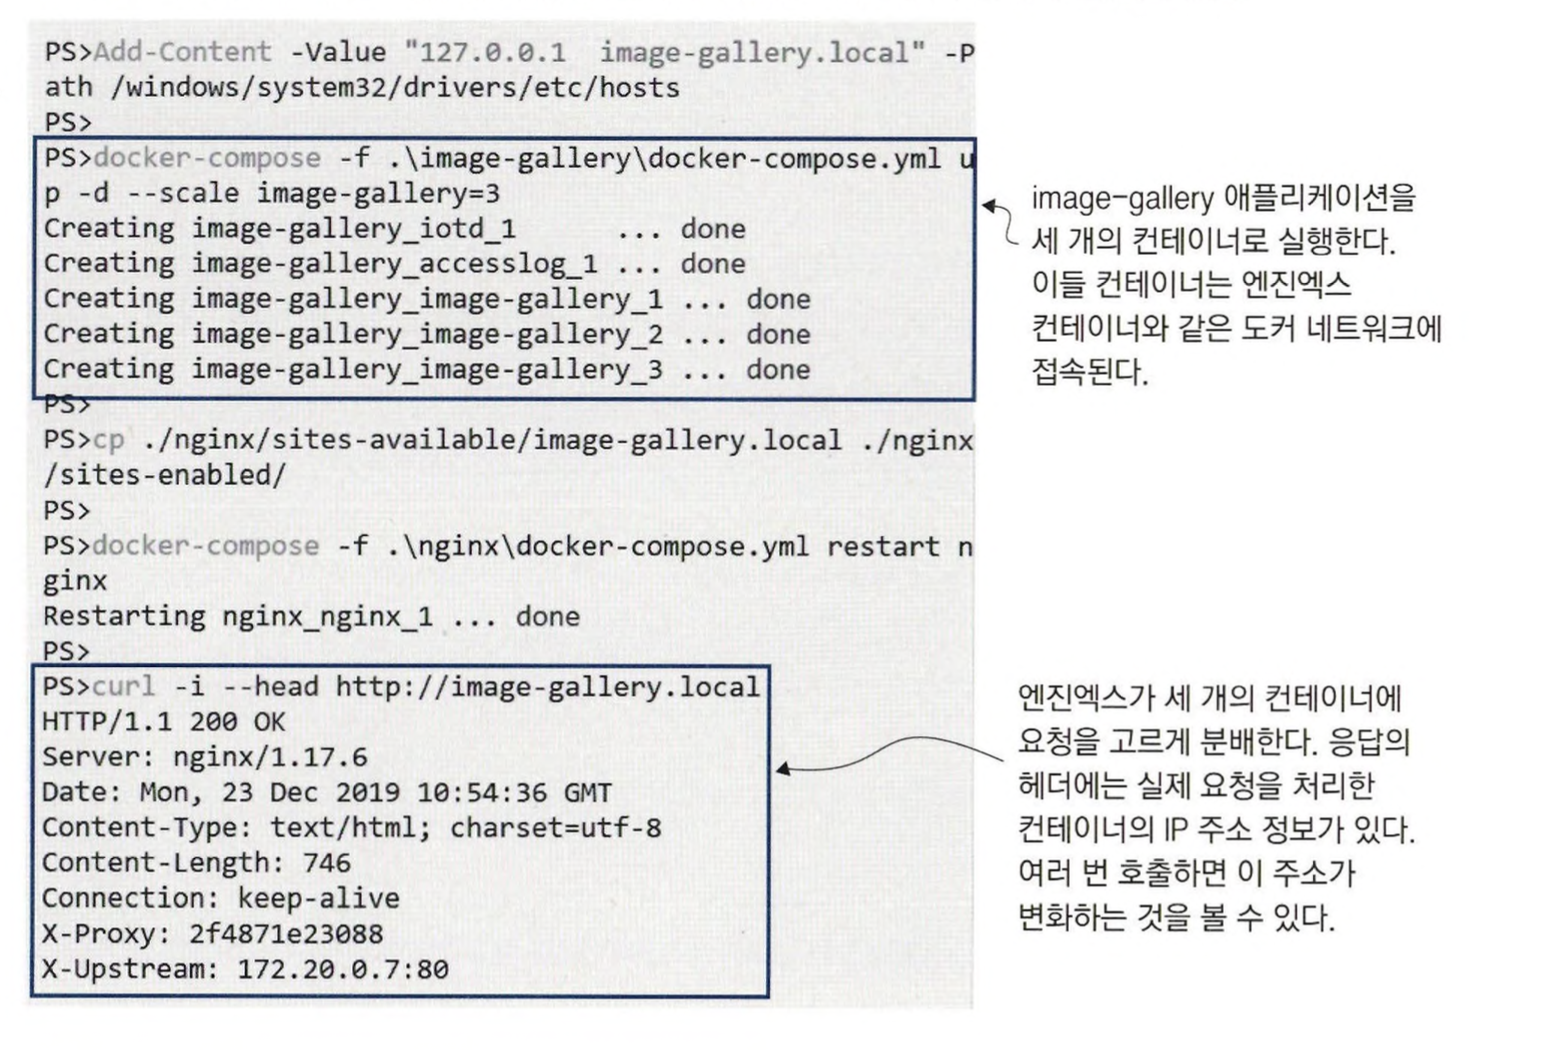 PS>Add-Content -Value "127.0.0.1  image-gallery.local" -P
ath /windows/system32/drivers/etc/hosts
PS>
PS>docker-compose -f .\image-gallery\docker-compose.yml u
p -d --scale image-gallery=3
Creating image-gallery_iotd_1      ... done
Creating image-gallery_accesslog_1 ... done
Creating image-gallery_image-gallery_1 ... done
Creating image-gallery_image-gallery_2 ... done
Creating image-gallery_image-gallery_3 ... done
PS>
PS>cp ./nginx/sites-available/image-gallery.local ./nginx
/sites-enabled/
PS>
PS>docker-compose -f .\nginx\docker-compose.yml restart n
ginx
Restarting nginx_nginx_1 ... done
PS>
PS>curl -i --head http://image-gallery.local
HTTP/1.1 200 OK
Server: nginx/1.17.6
Date: Mon, 23 Dec 2019 10:54:36 GMT
Content-Type: text/html; charset=utf-8
Content-Length: 746
Connection: keep-alive
X-Proxy: 2f4871e23088
X-Upstream: 172.20.0.7:80
image-gallery 애플리케이션을
세 개의 컨테이너로 실행한다.
이들 컨테이너는 엔진엑스
컨테이너와 같은 도커 네트워크에
접속된다.
엔진엑스가 세 개의 컨테이너에
요청을 고르게 분배한다. 응답의
헤더에는 실제 요청을 처리한
컨테이너의 IP 주소 정보가 있다.
여러 번 호출하면 이 주소가
변화하는 것을 볼 수 있다.